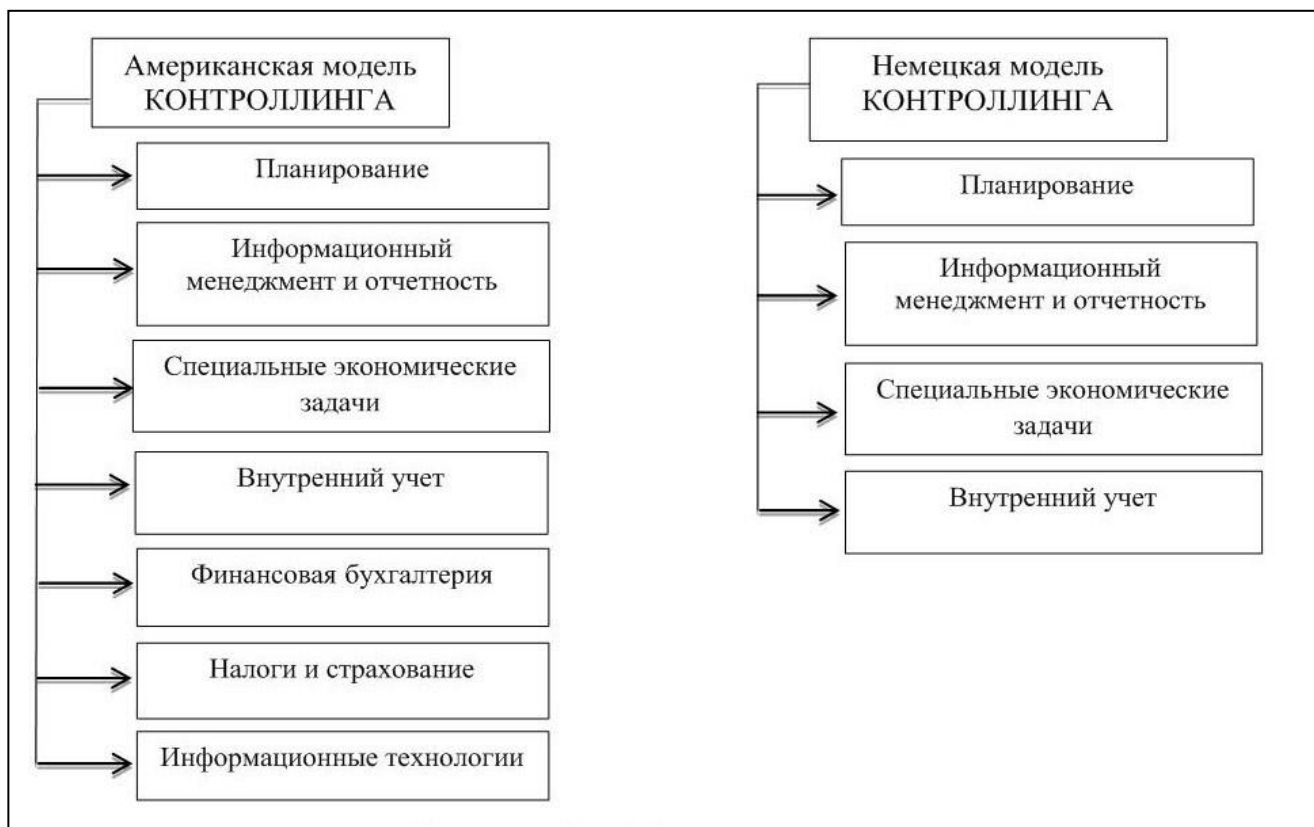 Американская модель
КОНТРОЛЛИНГА
Планирование
Информационный
менеджмент и отчетность
Специальные экономические
задачи
Внутренний учет
Финансовая бухгалтерия
Налоги и страхование
Информационные технологии
Немецкая модель
КОНТРОЛЛИНГА
Планирование
Информационный
менеджмент и отчетность
Специальные экономические
задачи
Внутренний учет